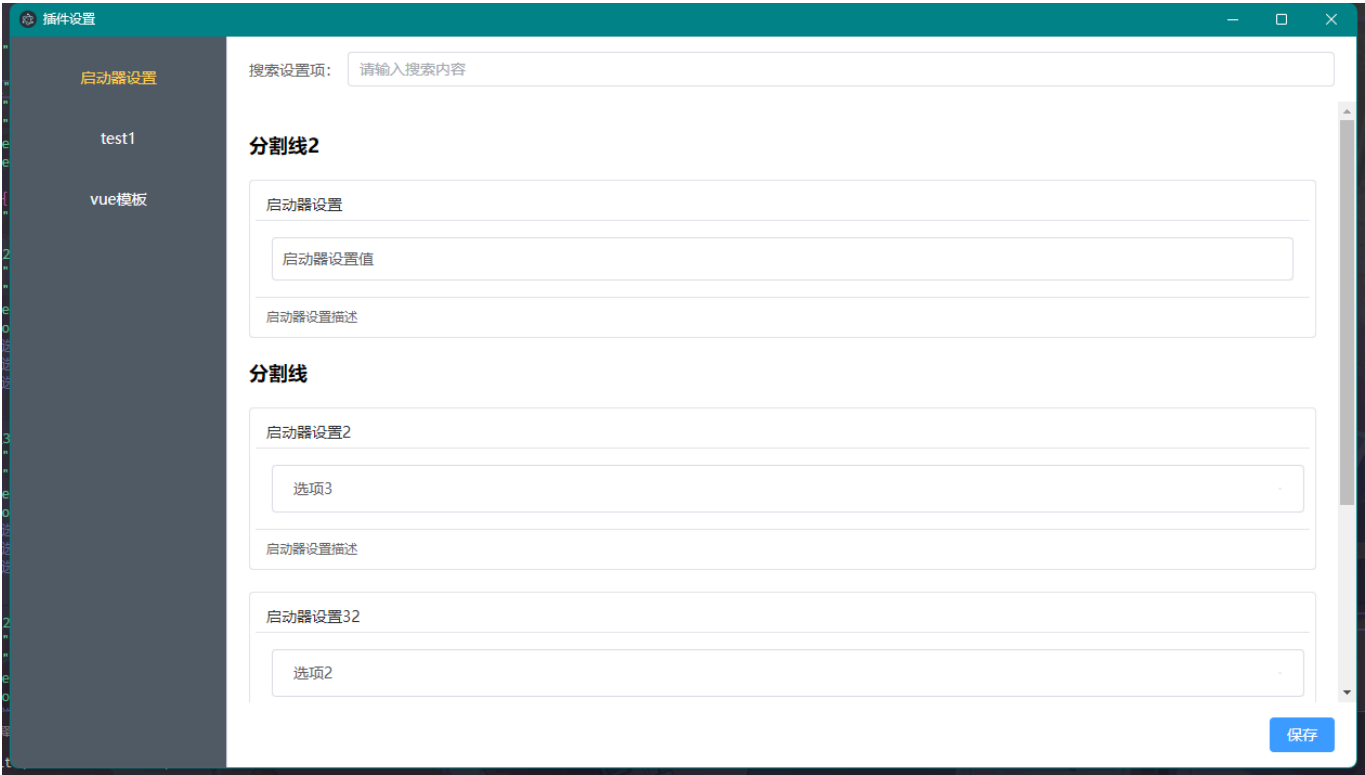 插件设置
启动器设置
test1
vue模板
搜索设置项: 请输入搜索内容
分割线2
启动器设置
启动器设置值
启动器设置描述
分割线
启动器设置2
选项3
启动器设置描述
启动器设置32
选项2
保存